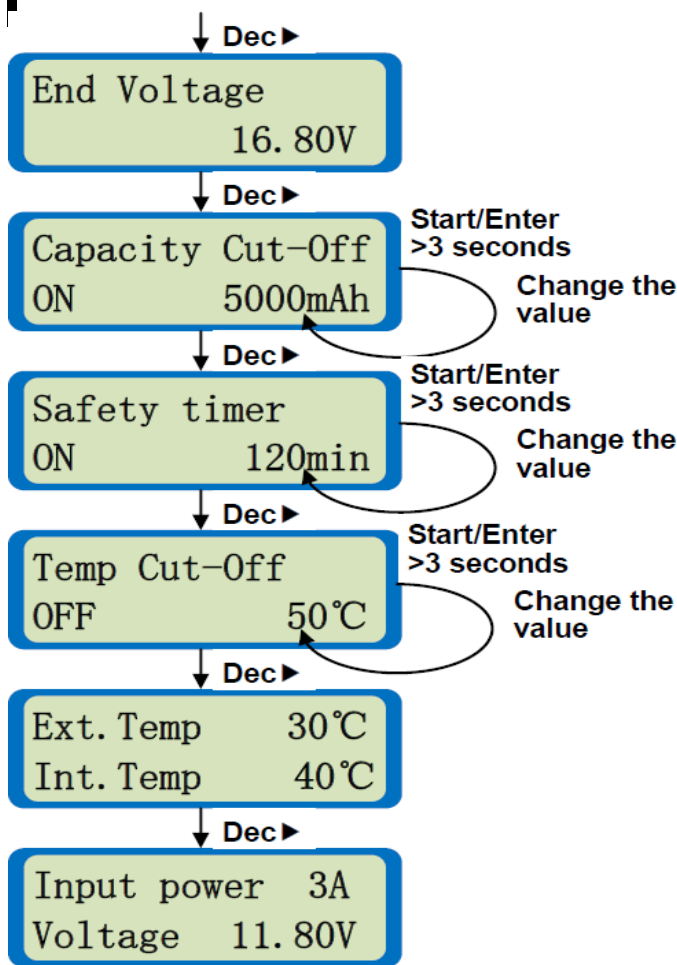 Dec►
End Voltage
16.80V
Dec►
Capacity Cut-Off
ON 5000mAh
Start/Enter
>3 seconds
Change the
value
Dec►
Safety timer
ON 120min
Start/Enter
>3 seconds
Change the
value
Dec►
Temp Cut-Off
OFF 50℃
Start/Enter
>3 seconds
Change the
value
Dec►
Ext.Temp 30℃
Int.Temp 40℃
Dec►
Input power 3A
Voltage 11.80V